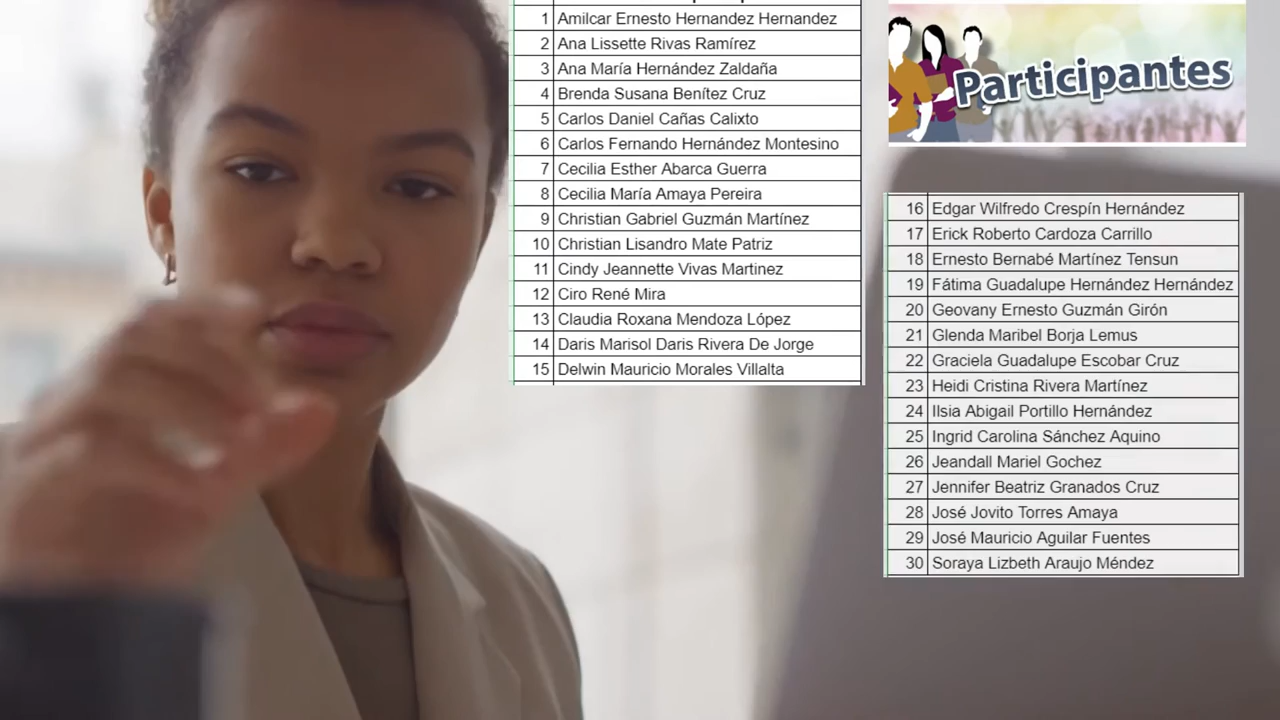 1 Amilcar Ernesto Hernandez Hernandez
2 Ana Lissette Rivas Ramírez
3 Ana María Hernández Zaldaña
4 Brenda Susana Benítez Cruz
5 Carlos Daniel Cañas Calixto
6 Carlos Fernando Hernández Montesino
7 Cecilia Esther Abarca Guerra
8 Cecilia María Amaya Pereira
9 Christian Gabriel Guzmán Martínez
10 Christian Lisandro Mate Patriz
11 Cindy Jeannette Vivas Martinez
12 Ciro René Mira
13 Claudia Roxana Mendoza López
14 Daris Marisol Daris Rivera De Jorge
15 Delwin Mauricio Morales Villalta
Participantes
16 Edgar Wilfredo Crespín Hernández
17 Erick Roberto Cardoza Carrillo
18 Ernesto Bernabé Martínez Tensun
19 Fátima Guadalupe Hernández Hernández
20 Geovany Ernesto Guzmán Girón
21 Glenda Maribel Borja Lemus
22 Graciela Guadalupe Escobar Cruz
23 Heidi Cristina Rivera Martínez
24 Ilsia Abigail Portillo Hernández
25 Ingrid Carolina Sánchez Aquino
26 Jeandall Mariel Gochez
27 Jennifer Beatriz Granados Cruz
28 José Jovito Torres Amaya
29 José Mauricio Aguilar Fuentes
30 Soraya Lizbeth Araujo Méndez